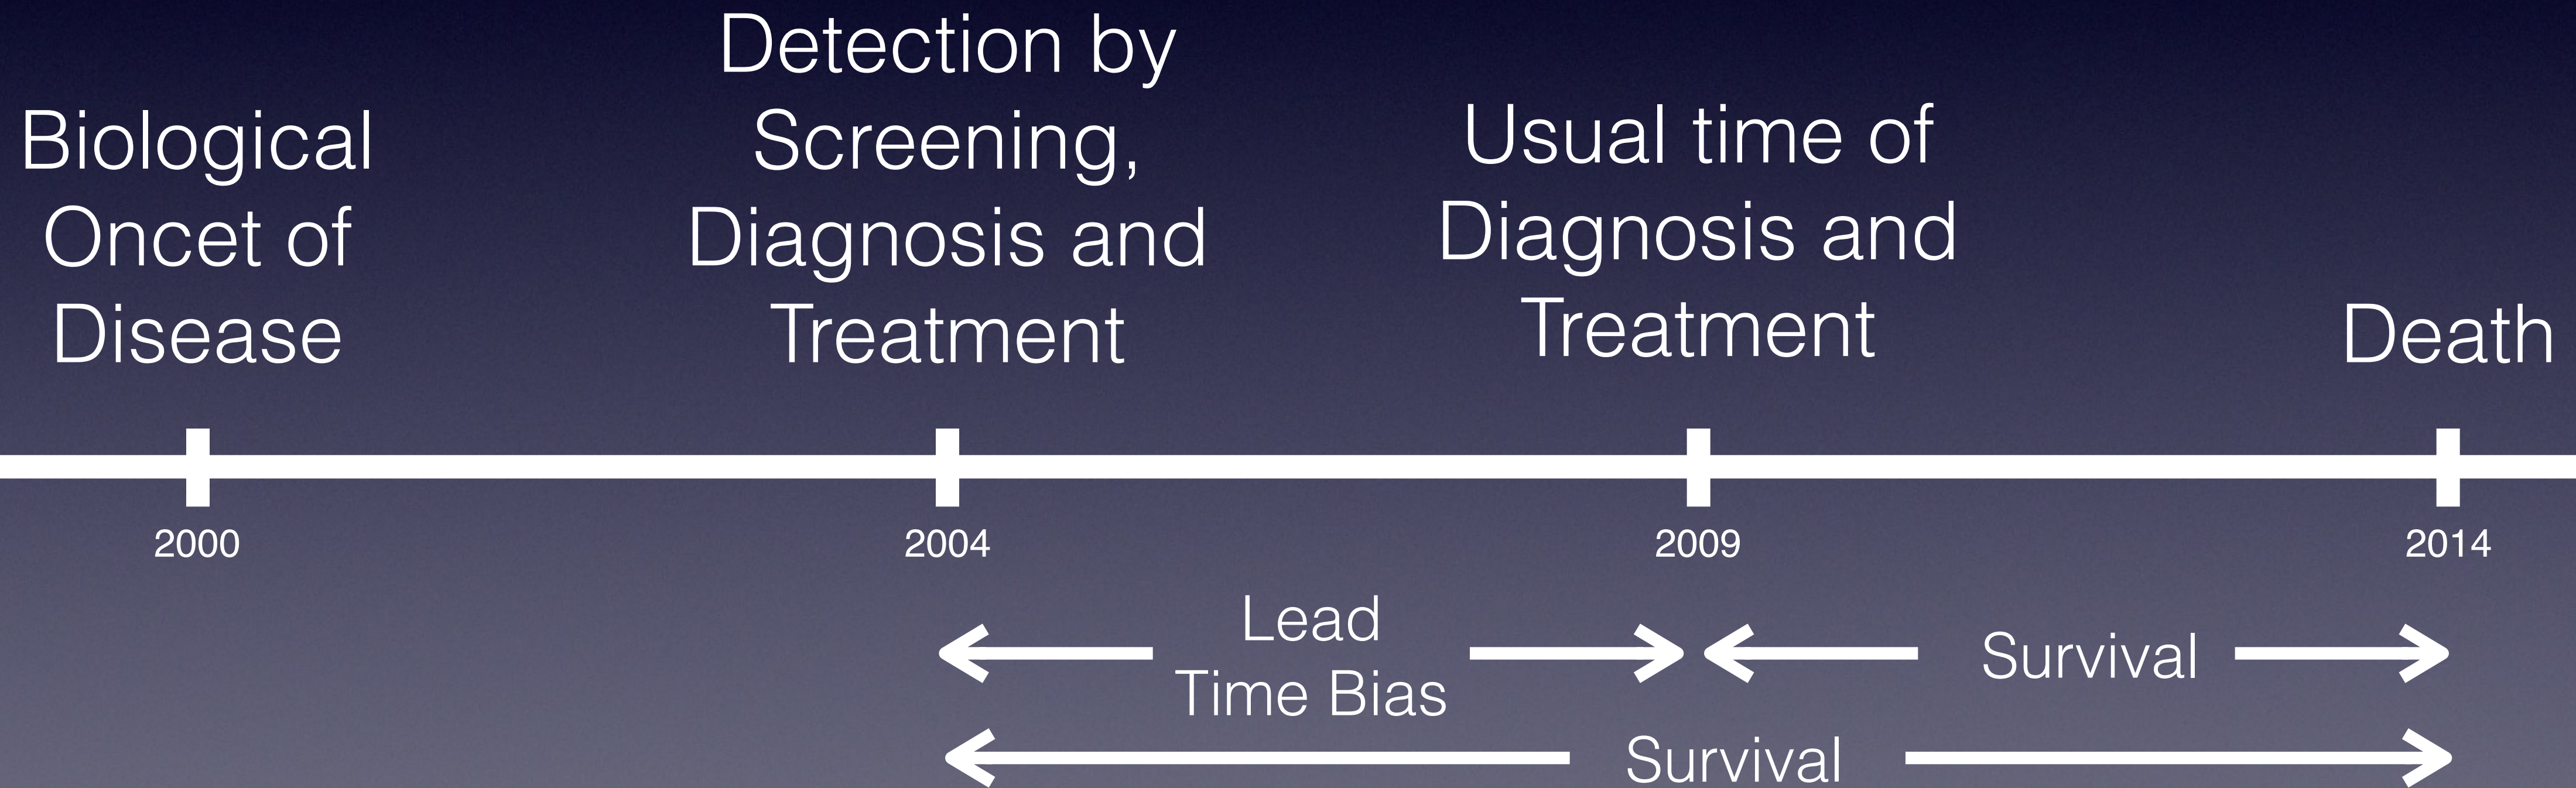 Biological
Oncet of
Disease
Detection by
Screening,
Diagnosis and
Treatment
Usual time of
Diagnosis and
Treatment
Death
2000
2004
2009
2014
Lead
Time Bias
Survival
Survival